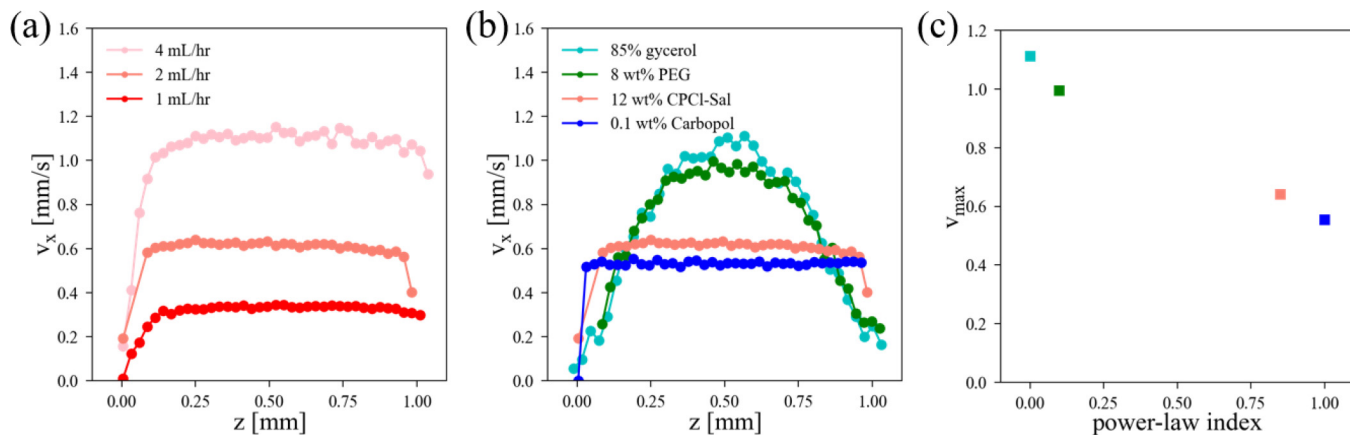 (a)
1.6
1.4
1.2
1.0
0.8
0.6
0.4
0.2
0.0
v_x [mm/s]
4 mL/hr
2 mL/hr
1 mL/hr
0.00 0.25 0.50 0.75 1.00
z [mm]
(b)
1.6
1.4
1.2
1.0
0.8
0.6
0.4
0.2
0.0
v_x [mm/s]
85% gycerol
8 wt% PEG
12 wt% CPCl-Sal
0.1 wt% Carbopol
0.00 0.25 0.50 0.75 1.00
z [mm]
(c)
1.2
1.0
0.8
0.6
0.4
0.2
0.0
v_max
0.00 0.25 0.50 0.75 1.00
power-law index